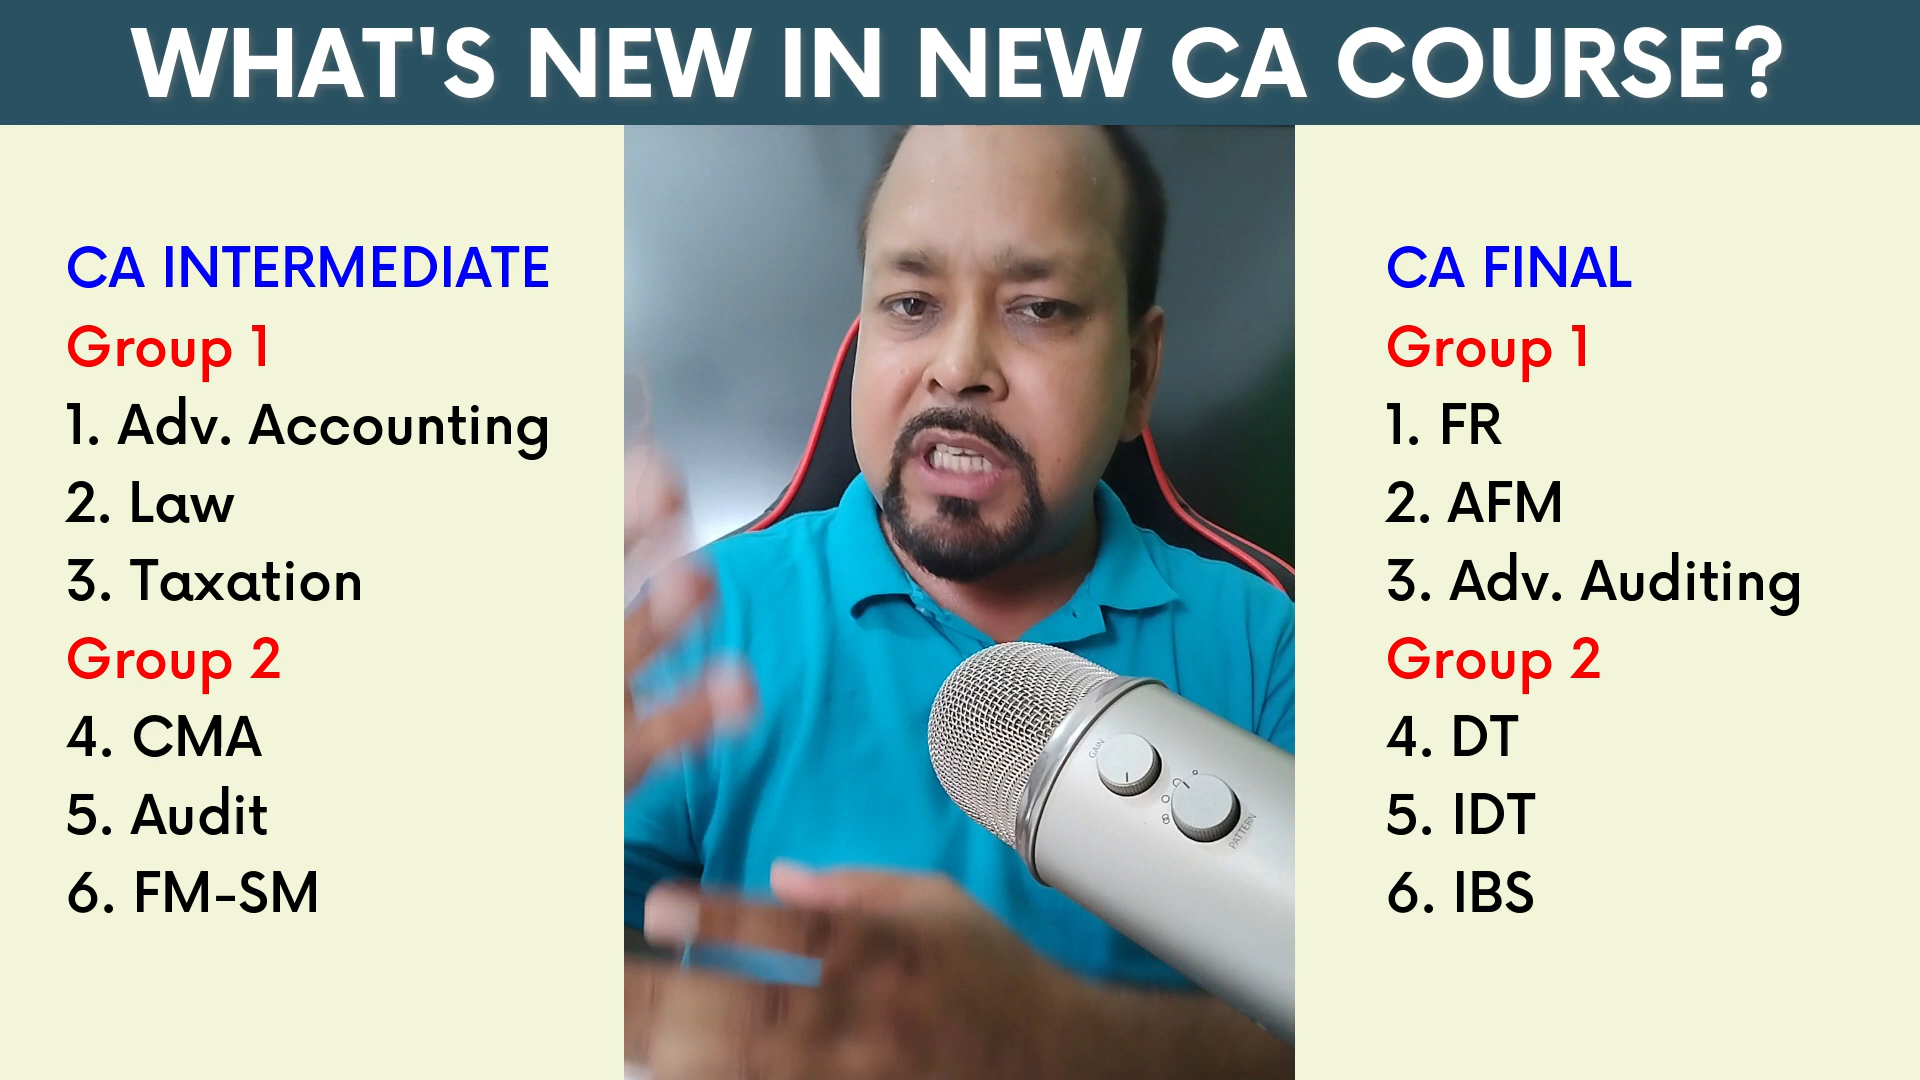 WHAT'S NEW IN NEW CA COURSE?
CA INTERMEDIATE
Group 1
1. Adv. Accounting
2. Law
3. Taxation
Group 2
4. CMA
5. Audit
6. FM-SM
GAIN
PATTERN
CA FINAL
Group 1
1. FR
2. AFM
3. Adv. Auditing
Group 2
4. DT
5. IDT
6. IBS